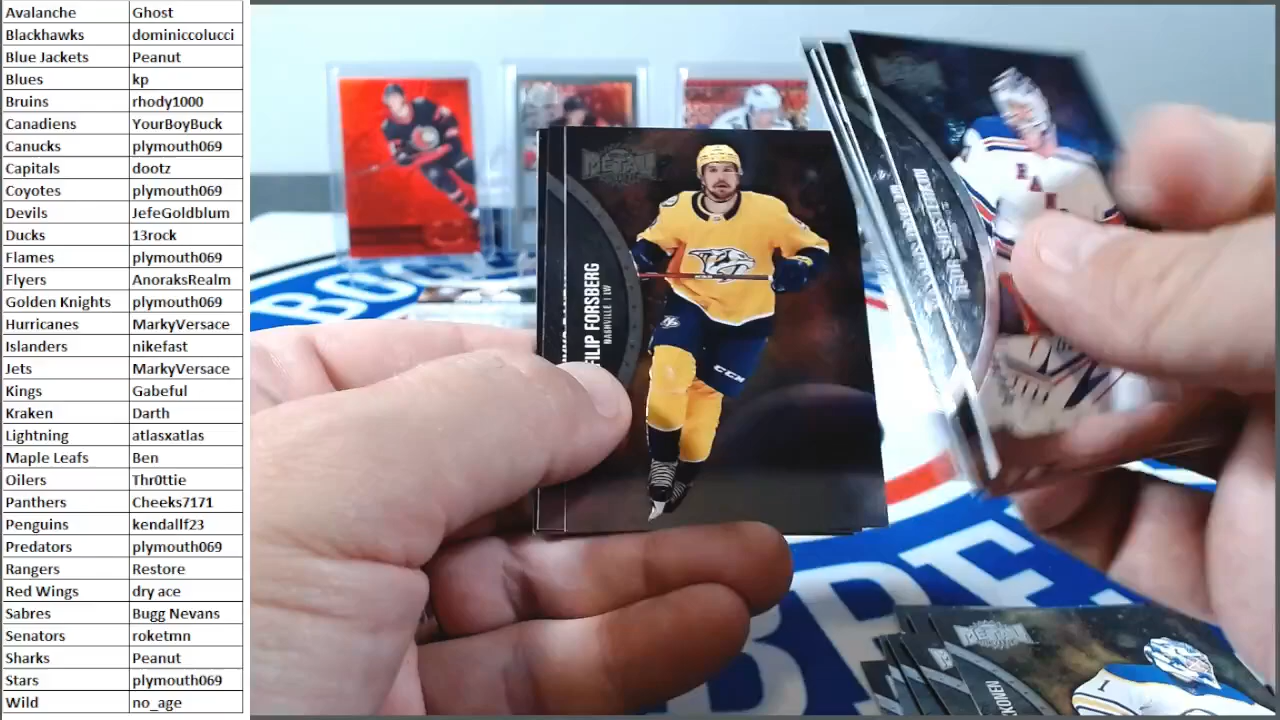 Avalanche Ghost
Blackhawks dominiccolucci
Blue Jackets Peanut
Blues kp
Bruins rhody1000
Canadiens YourBoyBuck
Canucks plymouth069
Capitals dootz
Coyotes plymouth069
Devils JefeGoldblum
Ducks 13rock
Flames plymouth069
Flyers AnoraksRealm
Golden Knights plymouth069
Hurricanes MarkyVersace
Islanders nikefast
Jets MarkyVersace
Kings Gabeful
Kraken Darth
Lightning atlasxatlas
Maple Leafs Ben
Oilers Thr0ttie
Panthers Cheeks7171
Penguins kendallf23
Predators plymouth069
Rangers Restore
Red Wings dry ace
Sabres Bugg Nevans
Senators roketmn
Sharks Peanut
Stars plymouth069
Wild no_age
METAL
FILIP FORSBERG
NASHVILLE | LW
CCM
METAL
1